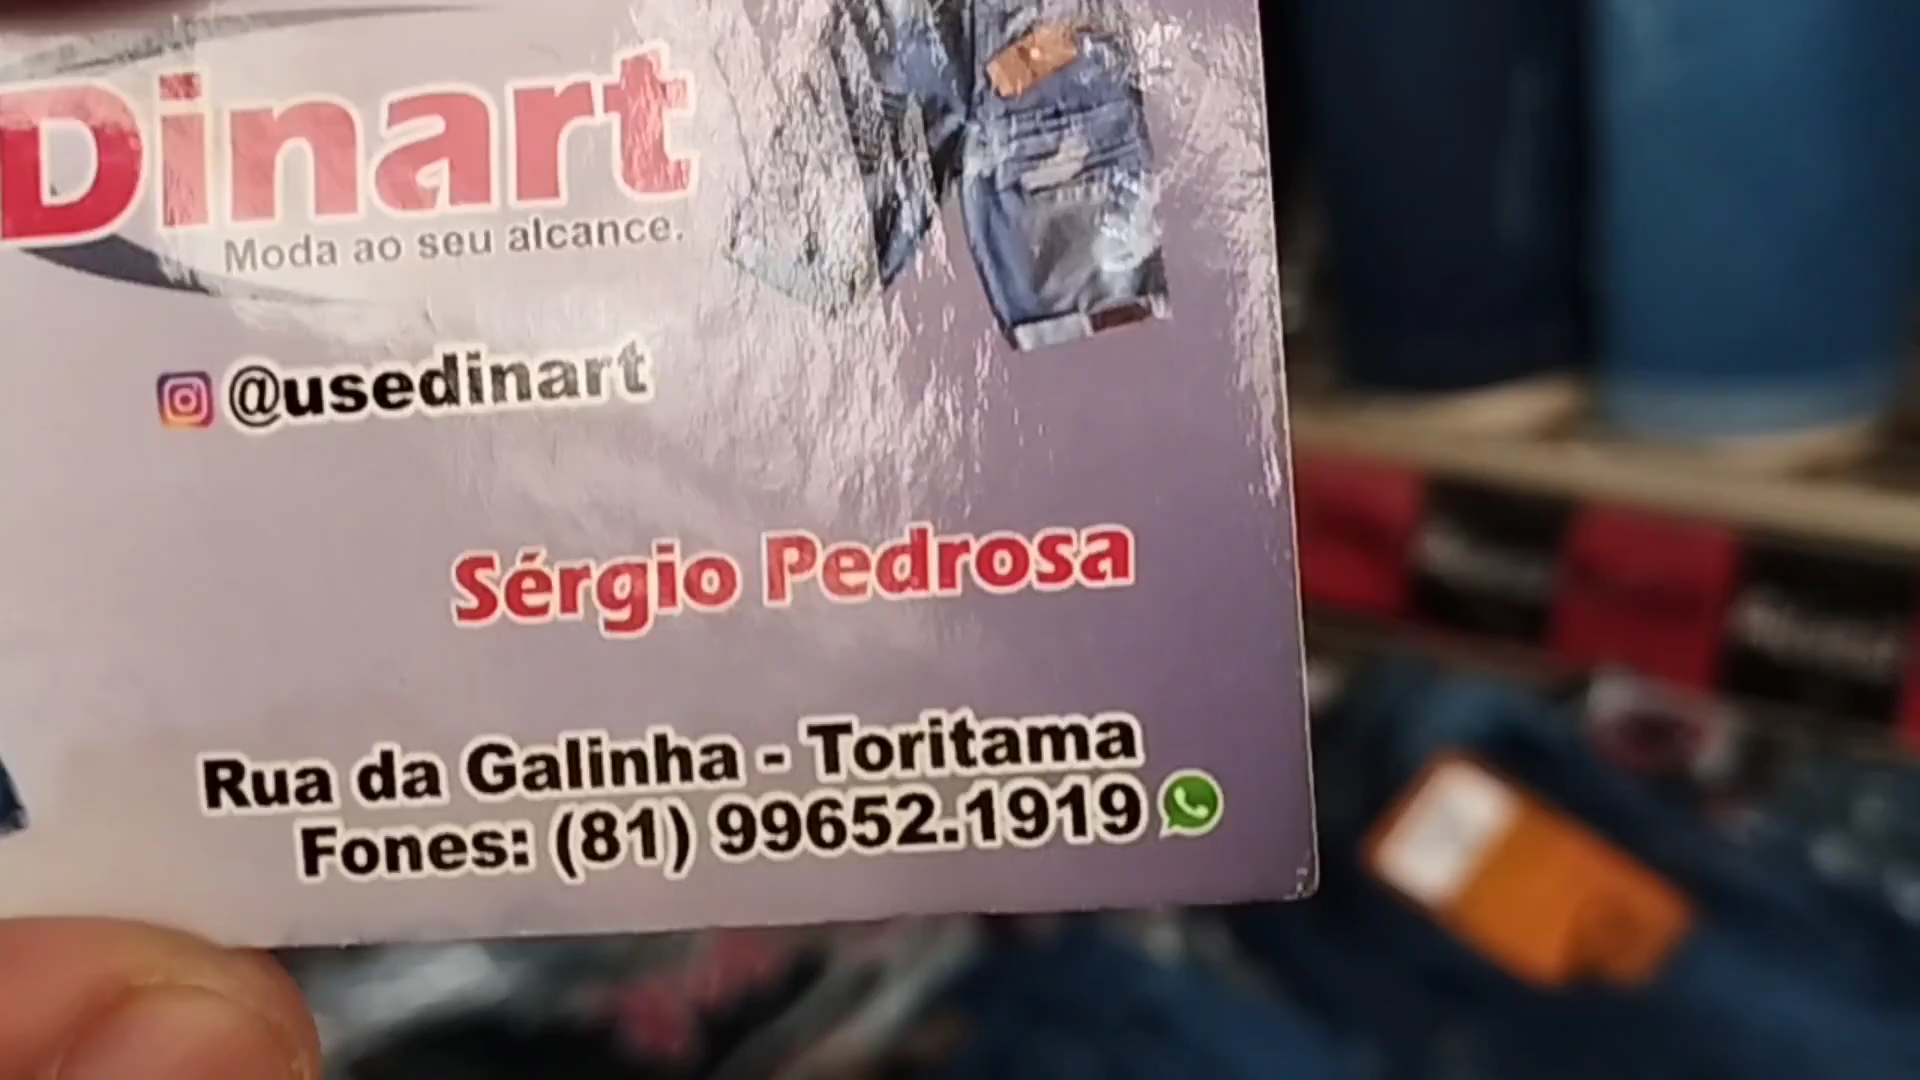 Dinart
Moda ao seu alcance.
@usedinart
Sérgio Pedrosa
Rua da Galinha - Toritama
Fones: (81) 99652.1919